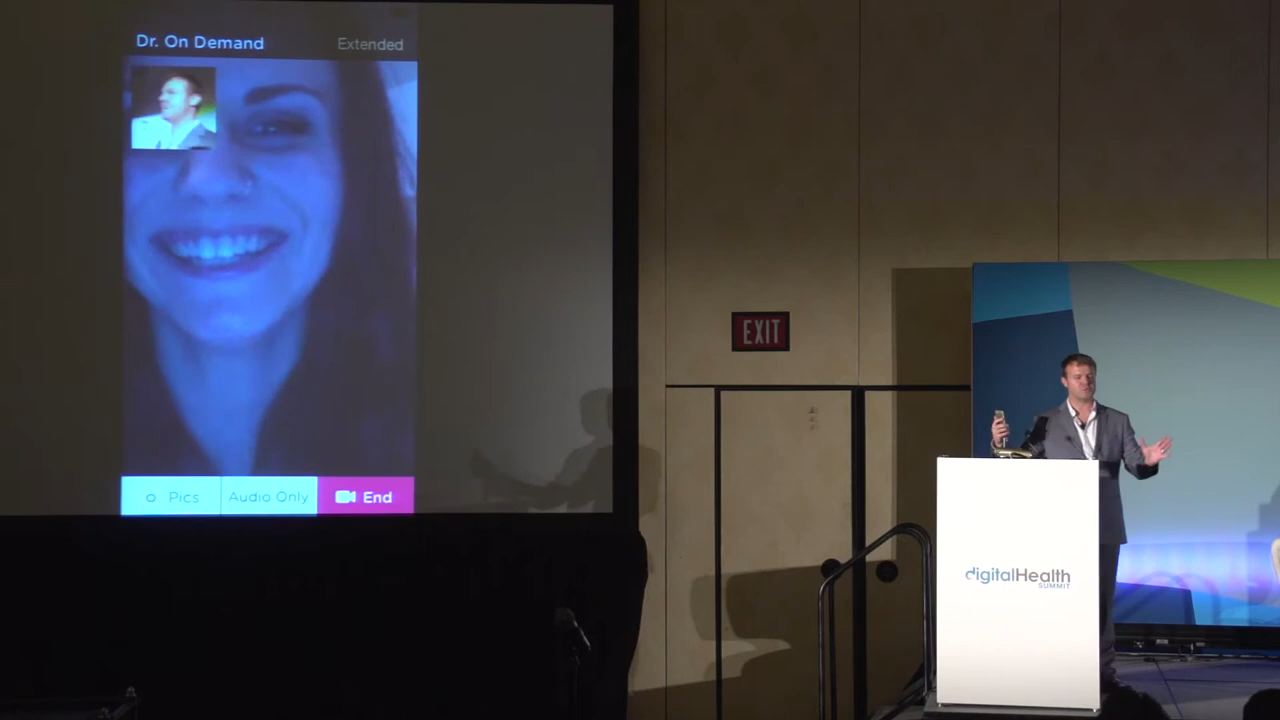 Dr. On Demand
Extended
Pics
Audio Only
End
EXIT
digitalHealth
SUMMIT